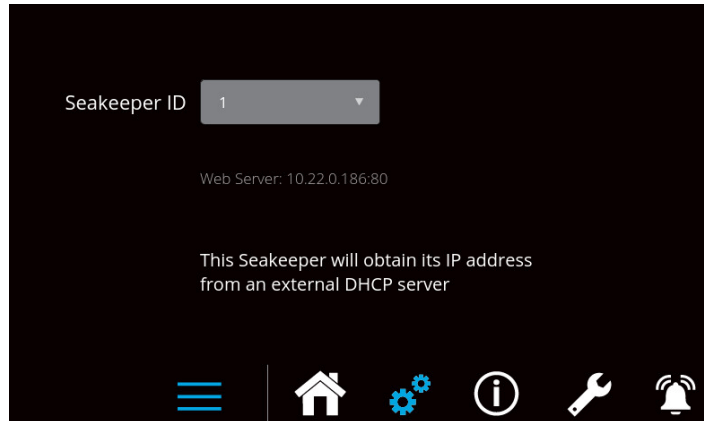 Seakeeper ID 1
Web Server: 10.22.0.186:80
This Seakeeper will obtain its IP address
from an external DHCP server